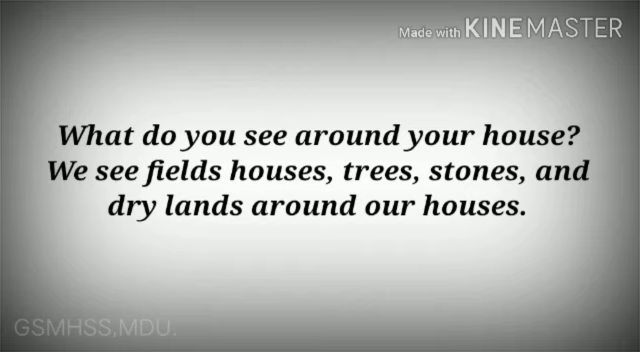 Made with KINEMASTER
What do you see around your house?
We see fields houses, trees, stones, and
dry lands around our houses.
GSMHSS,MDU.